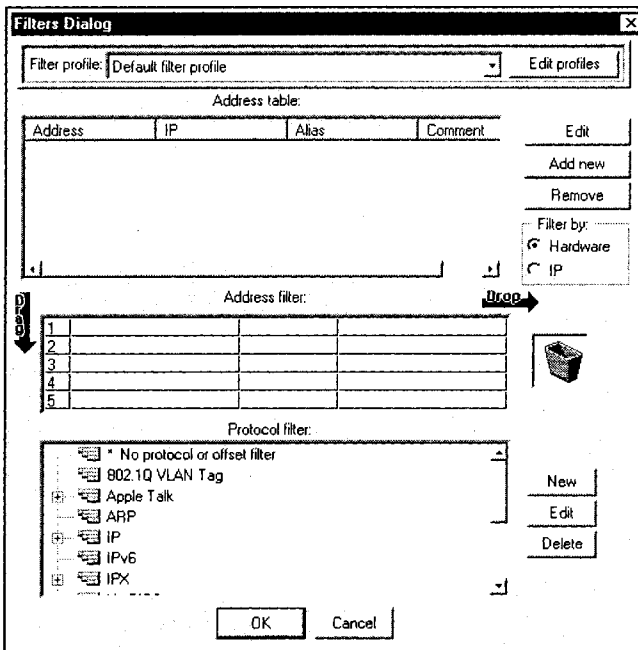 Filters Dialog
Filter profile: Default filter profile Edit profiles
Address table:
Address IP Alias Comment
Edit
Add new
Remove
Filter by:
Hardware
IP
Drag
Address filter:
Drop
1
2
3
4
5
Protocol filter:
* No protocol or offset filter
802.1Q VLAN Tag
Apple Talk
ARP
IP
IPv6
IPX
New
Edit
Delete
OK Cancel